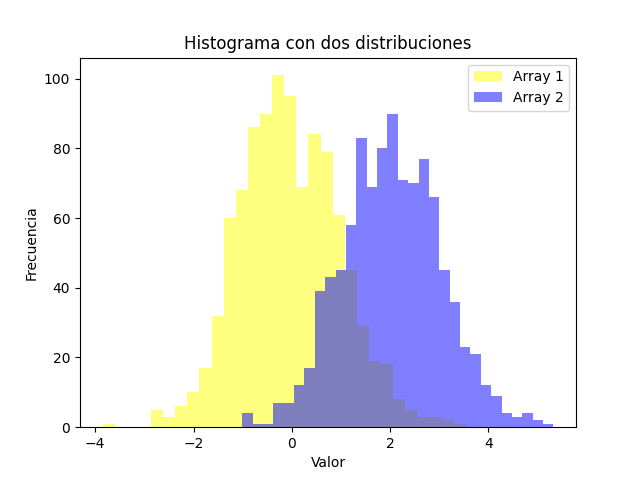 Histograma con dos distribuciones
Array 1
Array 2
Frecuencia
100
80
60
40
20
0
−4
−2
0
2
4
Valor